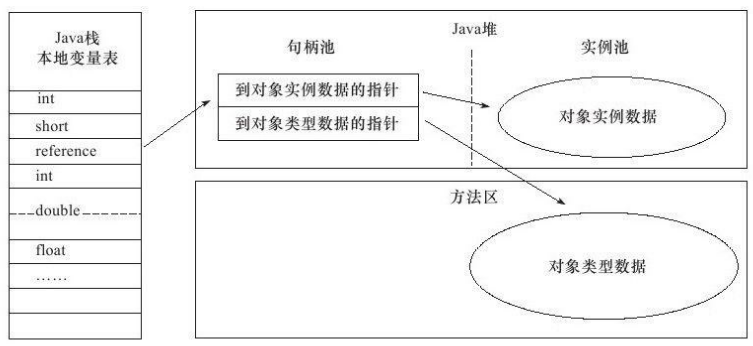 Java栈
本地变量表
int
short
reference
int
double
float
……
Java堆
句柄池
实例池
到对象实例数据的指针
到对象类型数据的指针
对象实例数据
方法区
对象类型数据